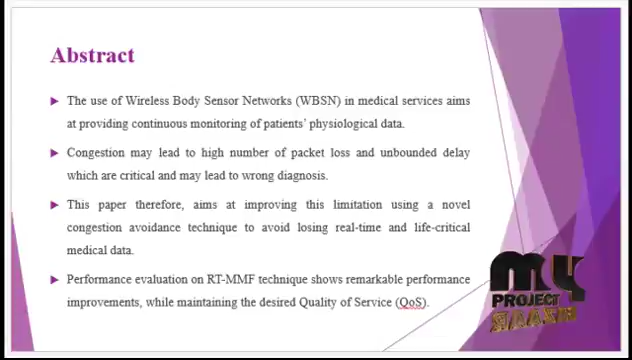 Abstract
The use of Wireless Body Sensor Networks (WBSN) in medical services aims
at providing continuous monitoring of patients' physiological data.
Congestion may lead to high number of packet loss and unbounded delay
which are critical and may lead to wrong diagnosis.
This paper therefore, aims at improving this limitation using a novel
congestion avoidance technique to avoid losing real-time and life-critical
medical data.
Performance evaluation on RT-MMF technique shows remarkable performance
improvements, while maintaining the desired Quality of Service (QoS).
MY
PROJECT